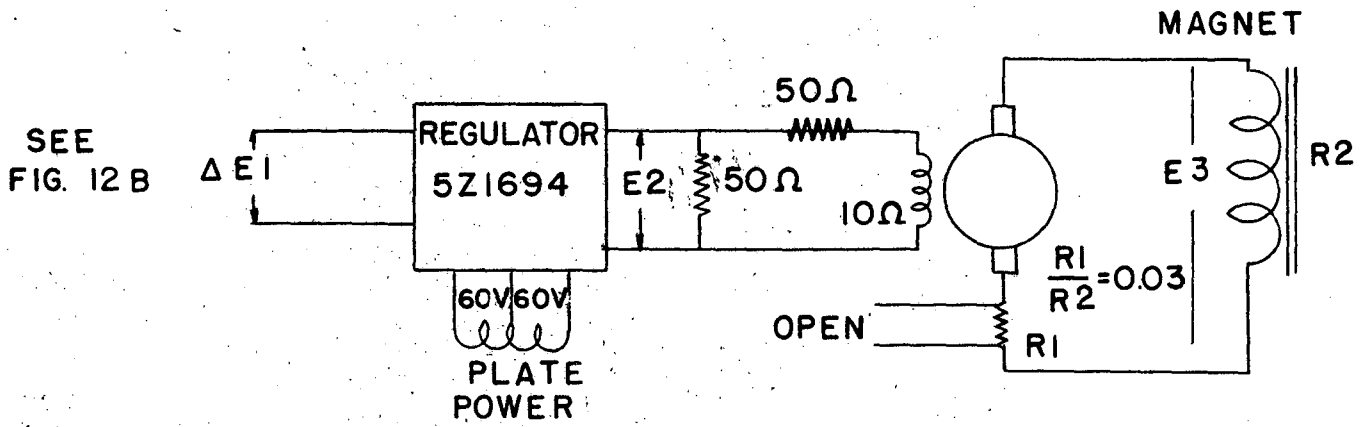 MAGNET
SEE
FIG. 12 B
Δ E1
REGULATOR
5Z1694
E2
50Ω
50Ω
10Ω
E3
R2
R1
R2
=0.03
60V 60V
OPEN
R1
PLATE
POWER